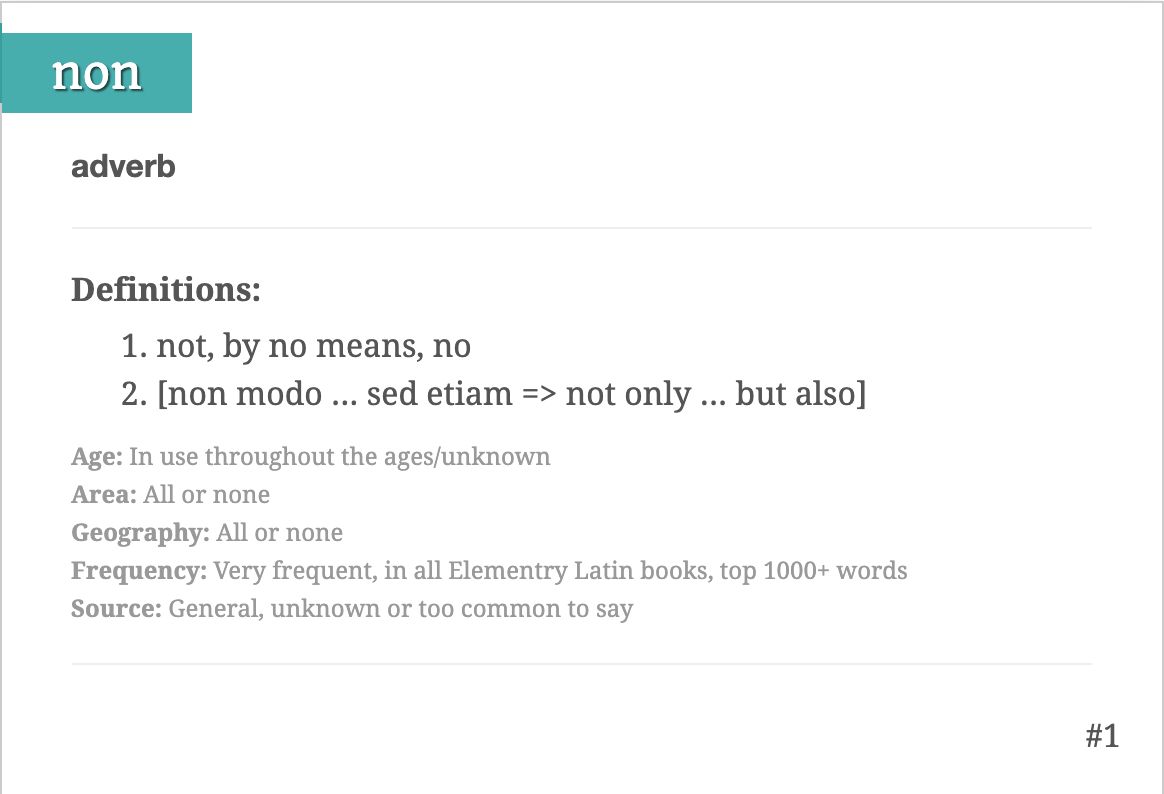 non
adverb
Definitions:
1. not, by no means, no
2. [non modo ... sed etiam => not only ... but also]
Age: In use throughout the ages/unknown
Area: All or none
Geography: All or none
Frequency: Very frequent, in all Elementry Latin books, top 1000+ words
Source: General, unknown or too common to say
#1